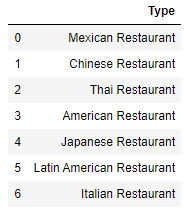 Type
0 Mexican Restaurant
1 Chinese Restaurant
2 Thai Restaurant
3 American Restaurant
4 Japanese Restaurant
5 Latin American Restaurant
6 Italian Restaurant